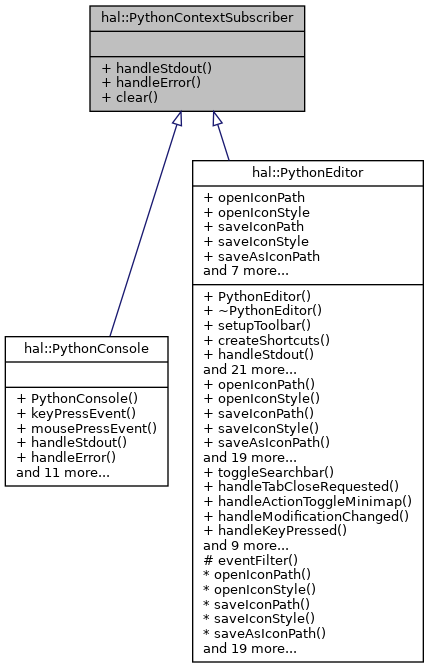 hal::PythonContextSubscriber
+ handleStdout()
+ handleError()
+ clear()
hal::PythonEditor
+ openIconPath
+ openIconStyle
+ saveIconPath
+ saveIconStyle
+ saveAsIconPath
and 7 more...
+ PythonEditor()
+ ~PythonEditor()
+ setupToolbar()
+ createShortcuts()
+ handleStdout()
and 21 more...
+ openIconPath()
+ openIconStyle()
+ saveIconPath()
+ saveIconStyle()
+ saveAsIconPath()
and 19 more...
+ toggleSearchbar()
+ handleTabCloseRequested()
+ handleActionToggleMinimap()
+ handleModificationChanged()
+ handleKeyPressed()
and 9 more...
# eventFilter()
* openIconPath()
* openIconStyle()
* saveIconPath()
* saveIconStyle()
* saveAsIconPath()
and 19 more...
hal::PythonConsole
+ PythonConsole()
+ keyPressEvent()
+ mousePressEvent()
+ handleStdout()
+ handleError()
and 11 more...